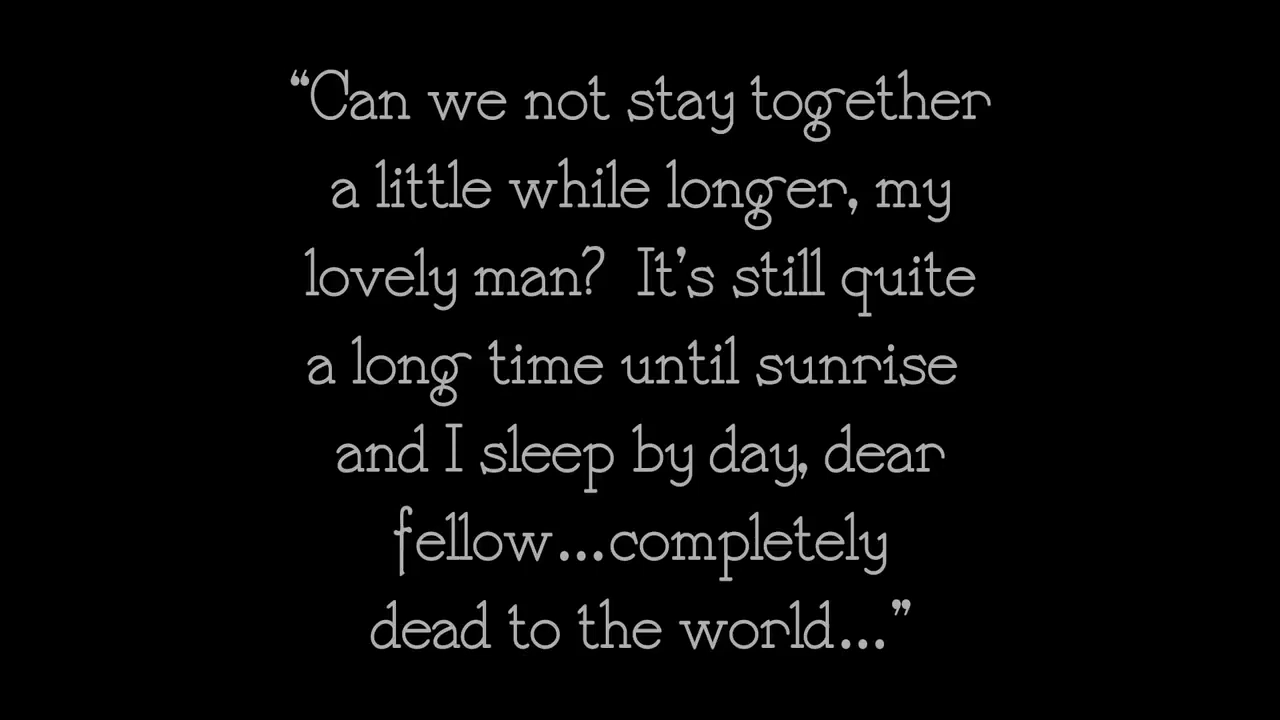 “Can we not stay together
a little while longer, my
lovely man?  It’s still quite
a long time until sunrise
and I sleep by day, dear
fellow...completely
dead to the world...”